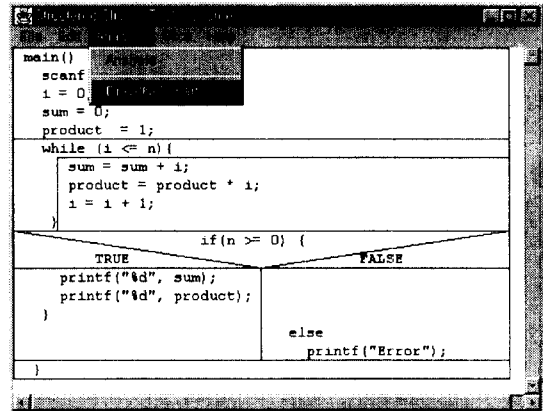 main()
scanf
i = 0
sum = 0;
product = 1;
while (i <= n){
sum = sum + i;
product = product * i;
i = i + 1;
}
if(n >= 0) {
TRUE
FALSE
printf("%d", sum);
printf("%d", product);
}
else
printf("Error");
}